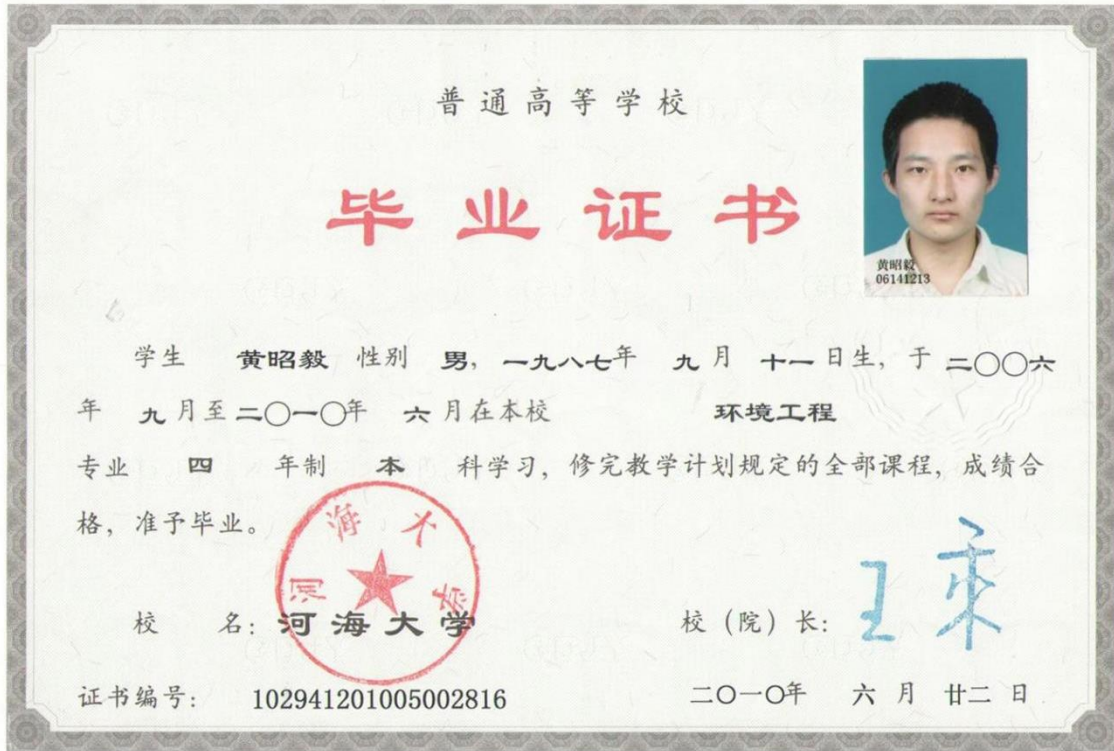 普通高等学校
毕业证书
黄昭毅
06141213
学生 黄昭毅 性别 男，一九八七年 九月 十一日生，于二〇〇六
年 九月至二〇一〇年 六月在本校 环境工程
专业 四 年制 本 科学习，修完教学计划规定的全部课程，成绩合
格，准予毕业。
河海大学
校 名：河海大学 校（院）长：王乘
证书编号： 102941201005002816 二〇一〇年 六月 廿二日